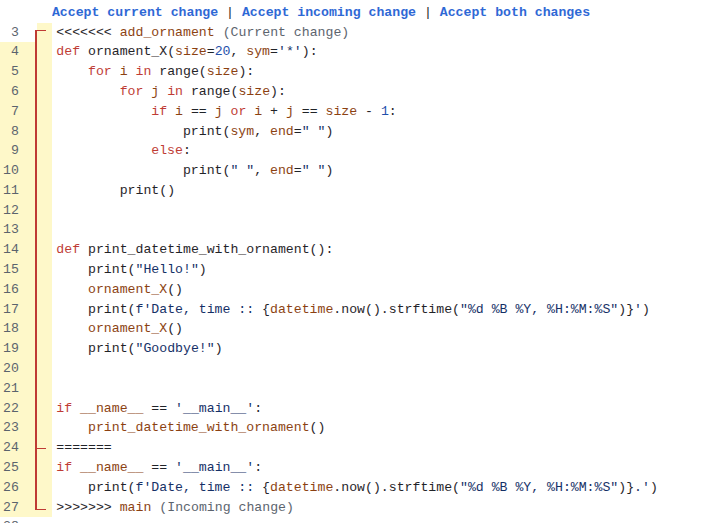 Accept current change | Accept incoming change | Accept both changes
3 <<<<<<< add_ornament (Current change)
4 def ornament_X(size=20, sym='*'):
5     for i in range(size):
6         for j in range(size):
7             if i == j or i + j == size - 1:
8                 print(sym, end=" ")
9             else:
10                 print(" ", end=" ")
11         print()
12
13
14 def print_datetime_with_ornament():
15     print("Hello!")
16     ornament_X()
17     print(f'Date, time :: {datetime.now().strftime("%d %B %Y, %H:%M:%S")}')
18     ornament_X()
19     print("Goodbye!")
20
21
22 if __name__ == '__main__':
23     print_datetime_with_ornament()
24 =======
25 if __name__ == '__main__':
26     print(f'Date, time :: {datetime.now().strftime("%d %B %Y, %H:%M:%S")}.')
27 >>>>>>> main (Incoming change)